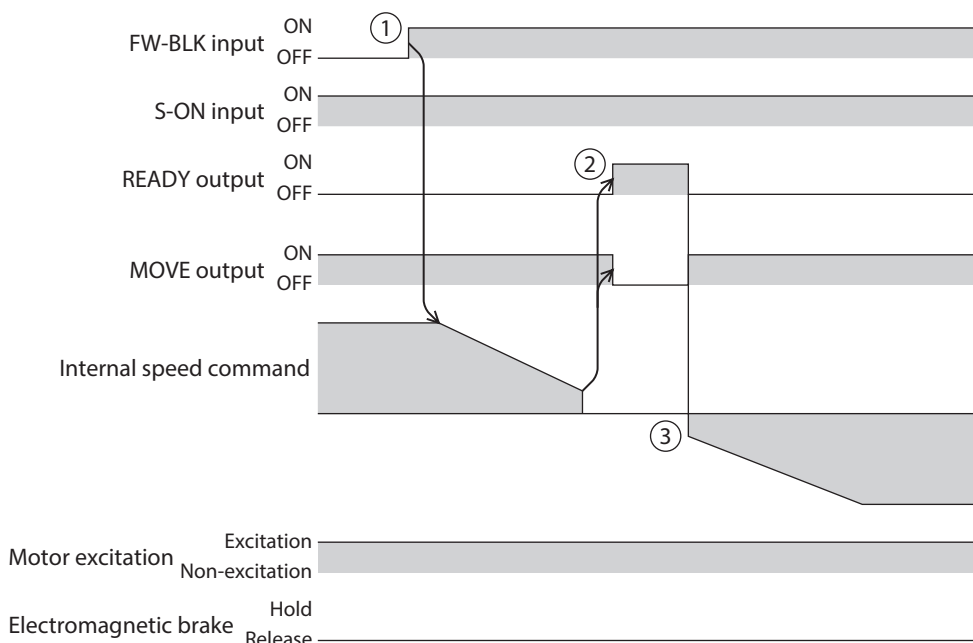 FW-BLK input ON
OFF
①
S-ON input ON
OFF
READY output ON
OFF
②
MOVE output ON
OFF
Internal speed command
③
Motor excitation Excitation
Non-excitation
Electromagnetic brake Hold
Release